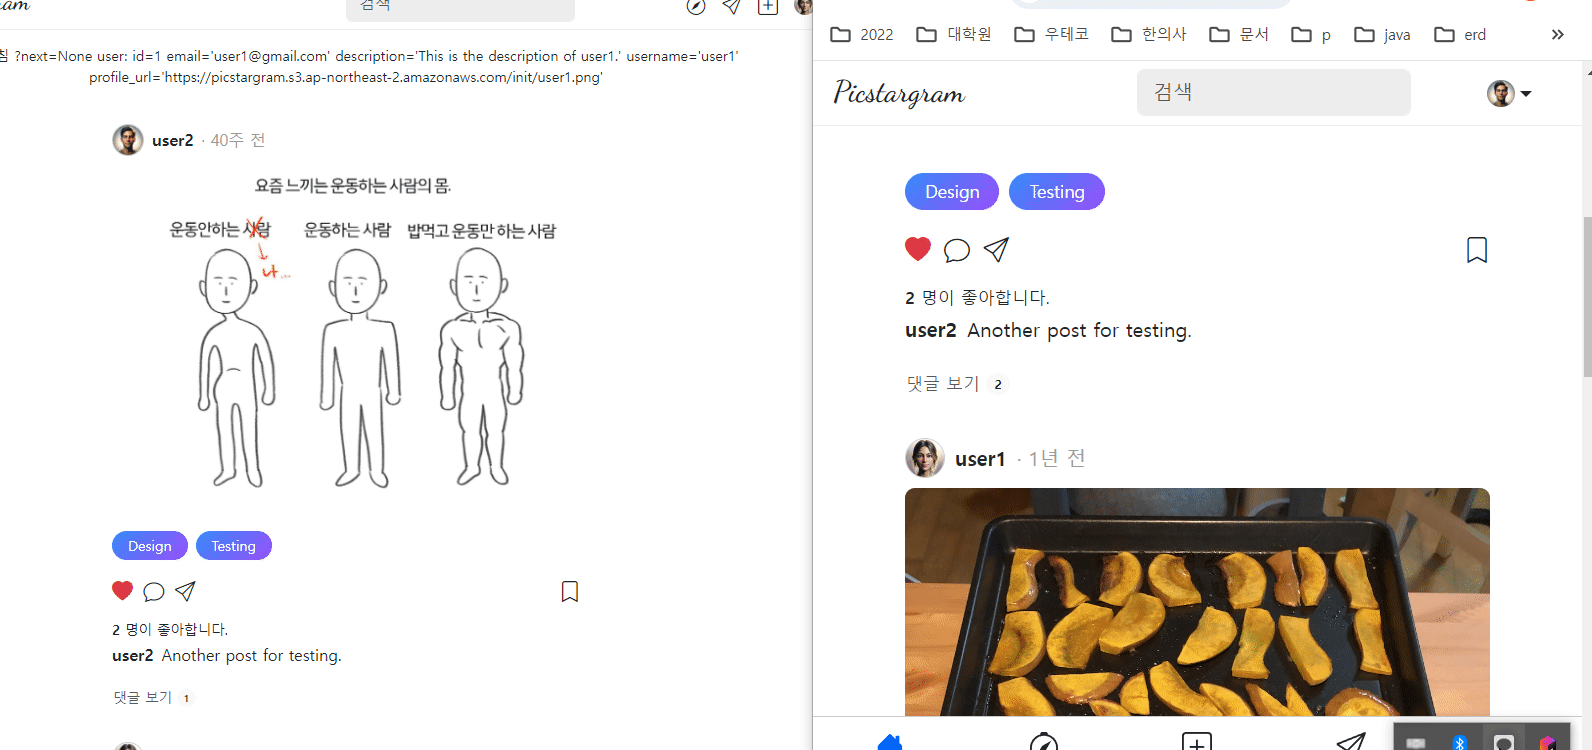 검색
침 ?next=None user: id=1 email='user1@gmail.com' description='This is the description of user1.' username='user1'
profile_url='https://picstargram.s3.ap-northeast-2.amazonaws.com/init/user1.png'
user2 · 40주 전
요즘 느끼는 운동하는 사람의 몸.
운동안하는 사람 운동하는 사람 밥먹고 운동만 하는 사람
나...
Design Testing
2 명이 좋아합니다.
user2 Another post for testing.
댓글 보기 1
2022 대학원 우테코 한의사 문서 p java erd »
Picstargram 검색
Design Testing
2 명이 좋아합니다.
user2 Another post for testing.
댓글 보기 2
user1 · 1년 전